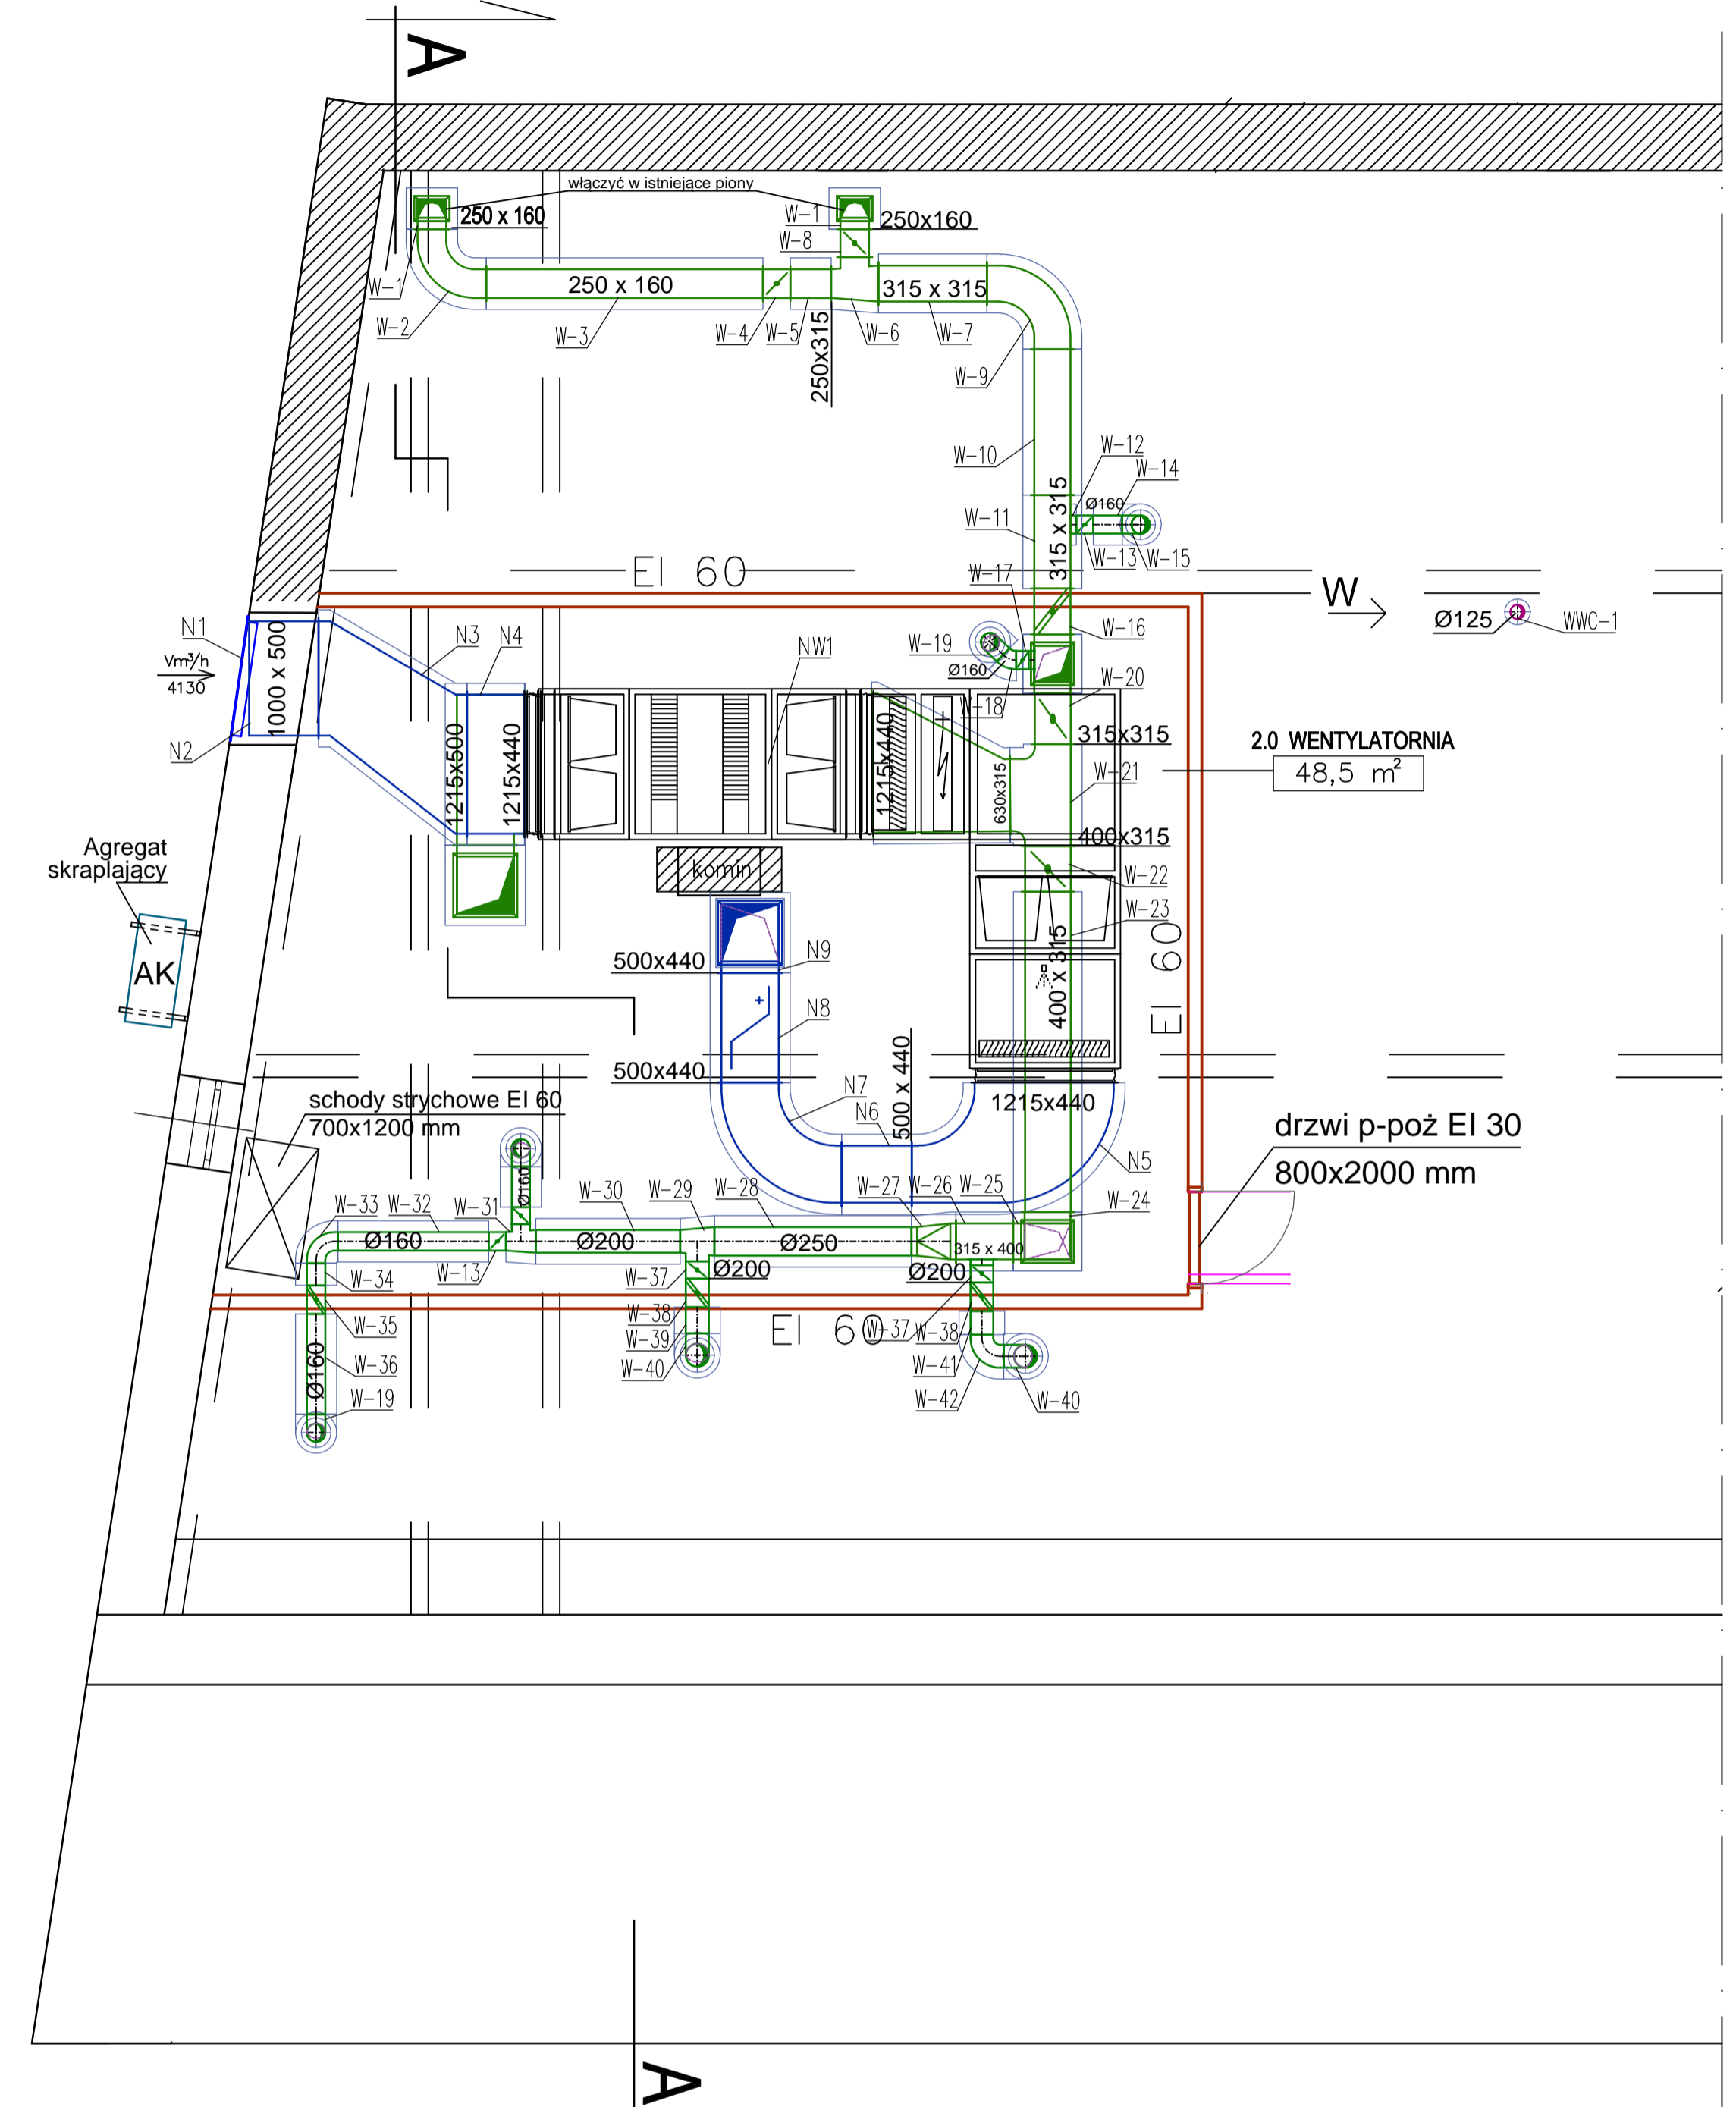 A
włączyć w istniejące piony
250 x 160
W-1
250x160
W-8
W-1
250 x 160
315 x 315
W-2
W-3
W-4
W-5
250x315
W-6
W-7
W-9
W-10
W-12
W-14
Ø160
W-11
315 x 315
W-13
W-15
EI 60
W-17
W
Ø125
WWC-1
N1
Vm³/h
4130
1000 x 500
N3
N4
NW1
W-19
Ø160
W-16
W-20
W-18
N2
1215x500
1215x440
1215x440
630x315
315x315
W-21
2.0 WENTYLATORNIA
48,5 m²
400x315
Agregat
skraplający
komin
W-22
W-23
AK
500x440
N9
400 x 315
EI 60
N8
500x440
500 x 440
N7
N6
1215x440
schody strychowe EI 60
700x1200 mm
drzwi p-poż EI 30
800x2000 mm
N5
Ø160
W-33
W-32
W-31
W-30
W-29
W-28
W-27
W-26
W-25
W-24
Ø160
Ø200
Ø250
315 x 400
W-34
W-13
W-37
Ø200
Ø200
W-35
W-38
W-39
EI 60
W-37
W-38
Ø160
W-36
W-40
W-41
W-19
W-42
W-40
A